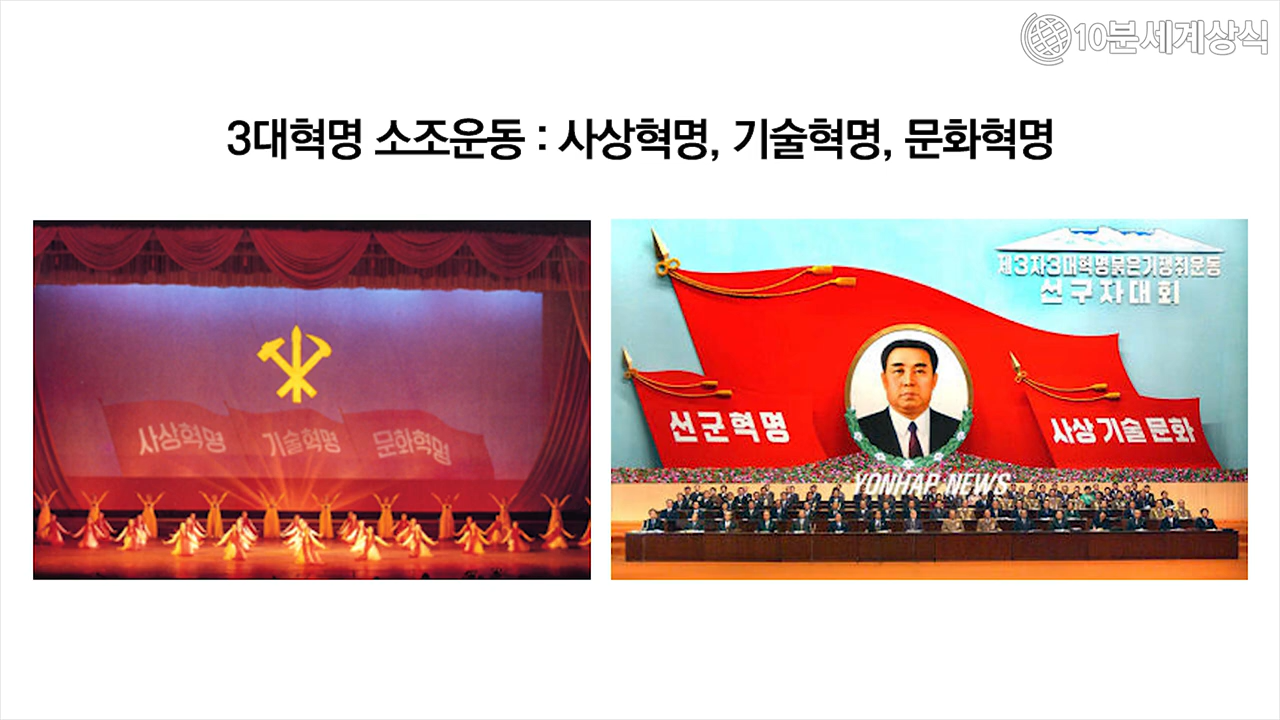 10분세계상식
3대혁명 소조운동 : 사상혁명, 기술혁명, 문화혁명
사상혁명 기술혁명 문화혁명
제3차3대혁명붉은기쟁취운동
선구자대회
선군혁명
사상 기술 문화
YONHAP NEWS